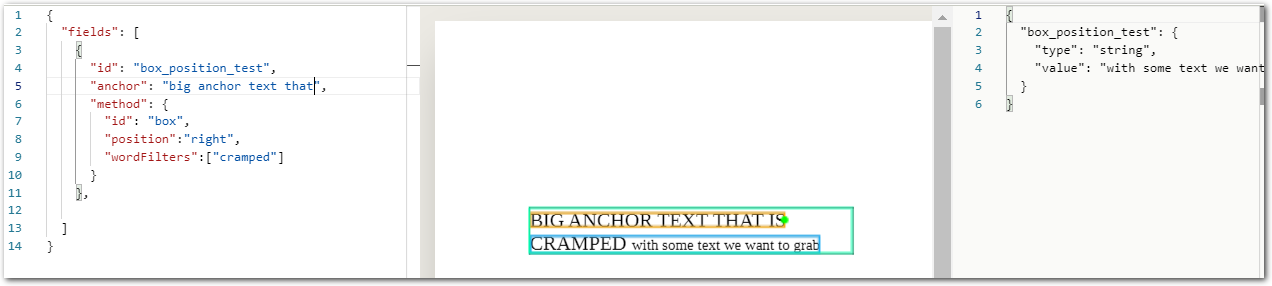 1 {
2 "fields": [
3 {
4 "id": "box_position_test",
5 "anchor": "big anchor text that",
6 "method": {
7 "id": "box",
8 "position":"right",
9 "wordFilters":["cramped"]
10 }
11 },
12
13 ]
14 }
BIG ANCHOR TEXT THAT IS
CRAMPED with some text we want to grab
1 {
2 "box_position_test": {
3 "type": "string",
4 "value": "with some text we want
5 }
6 }